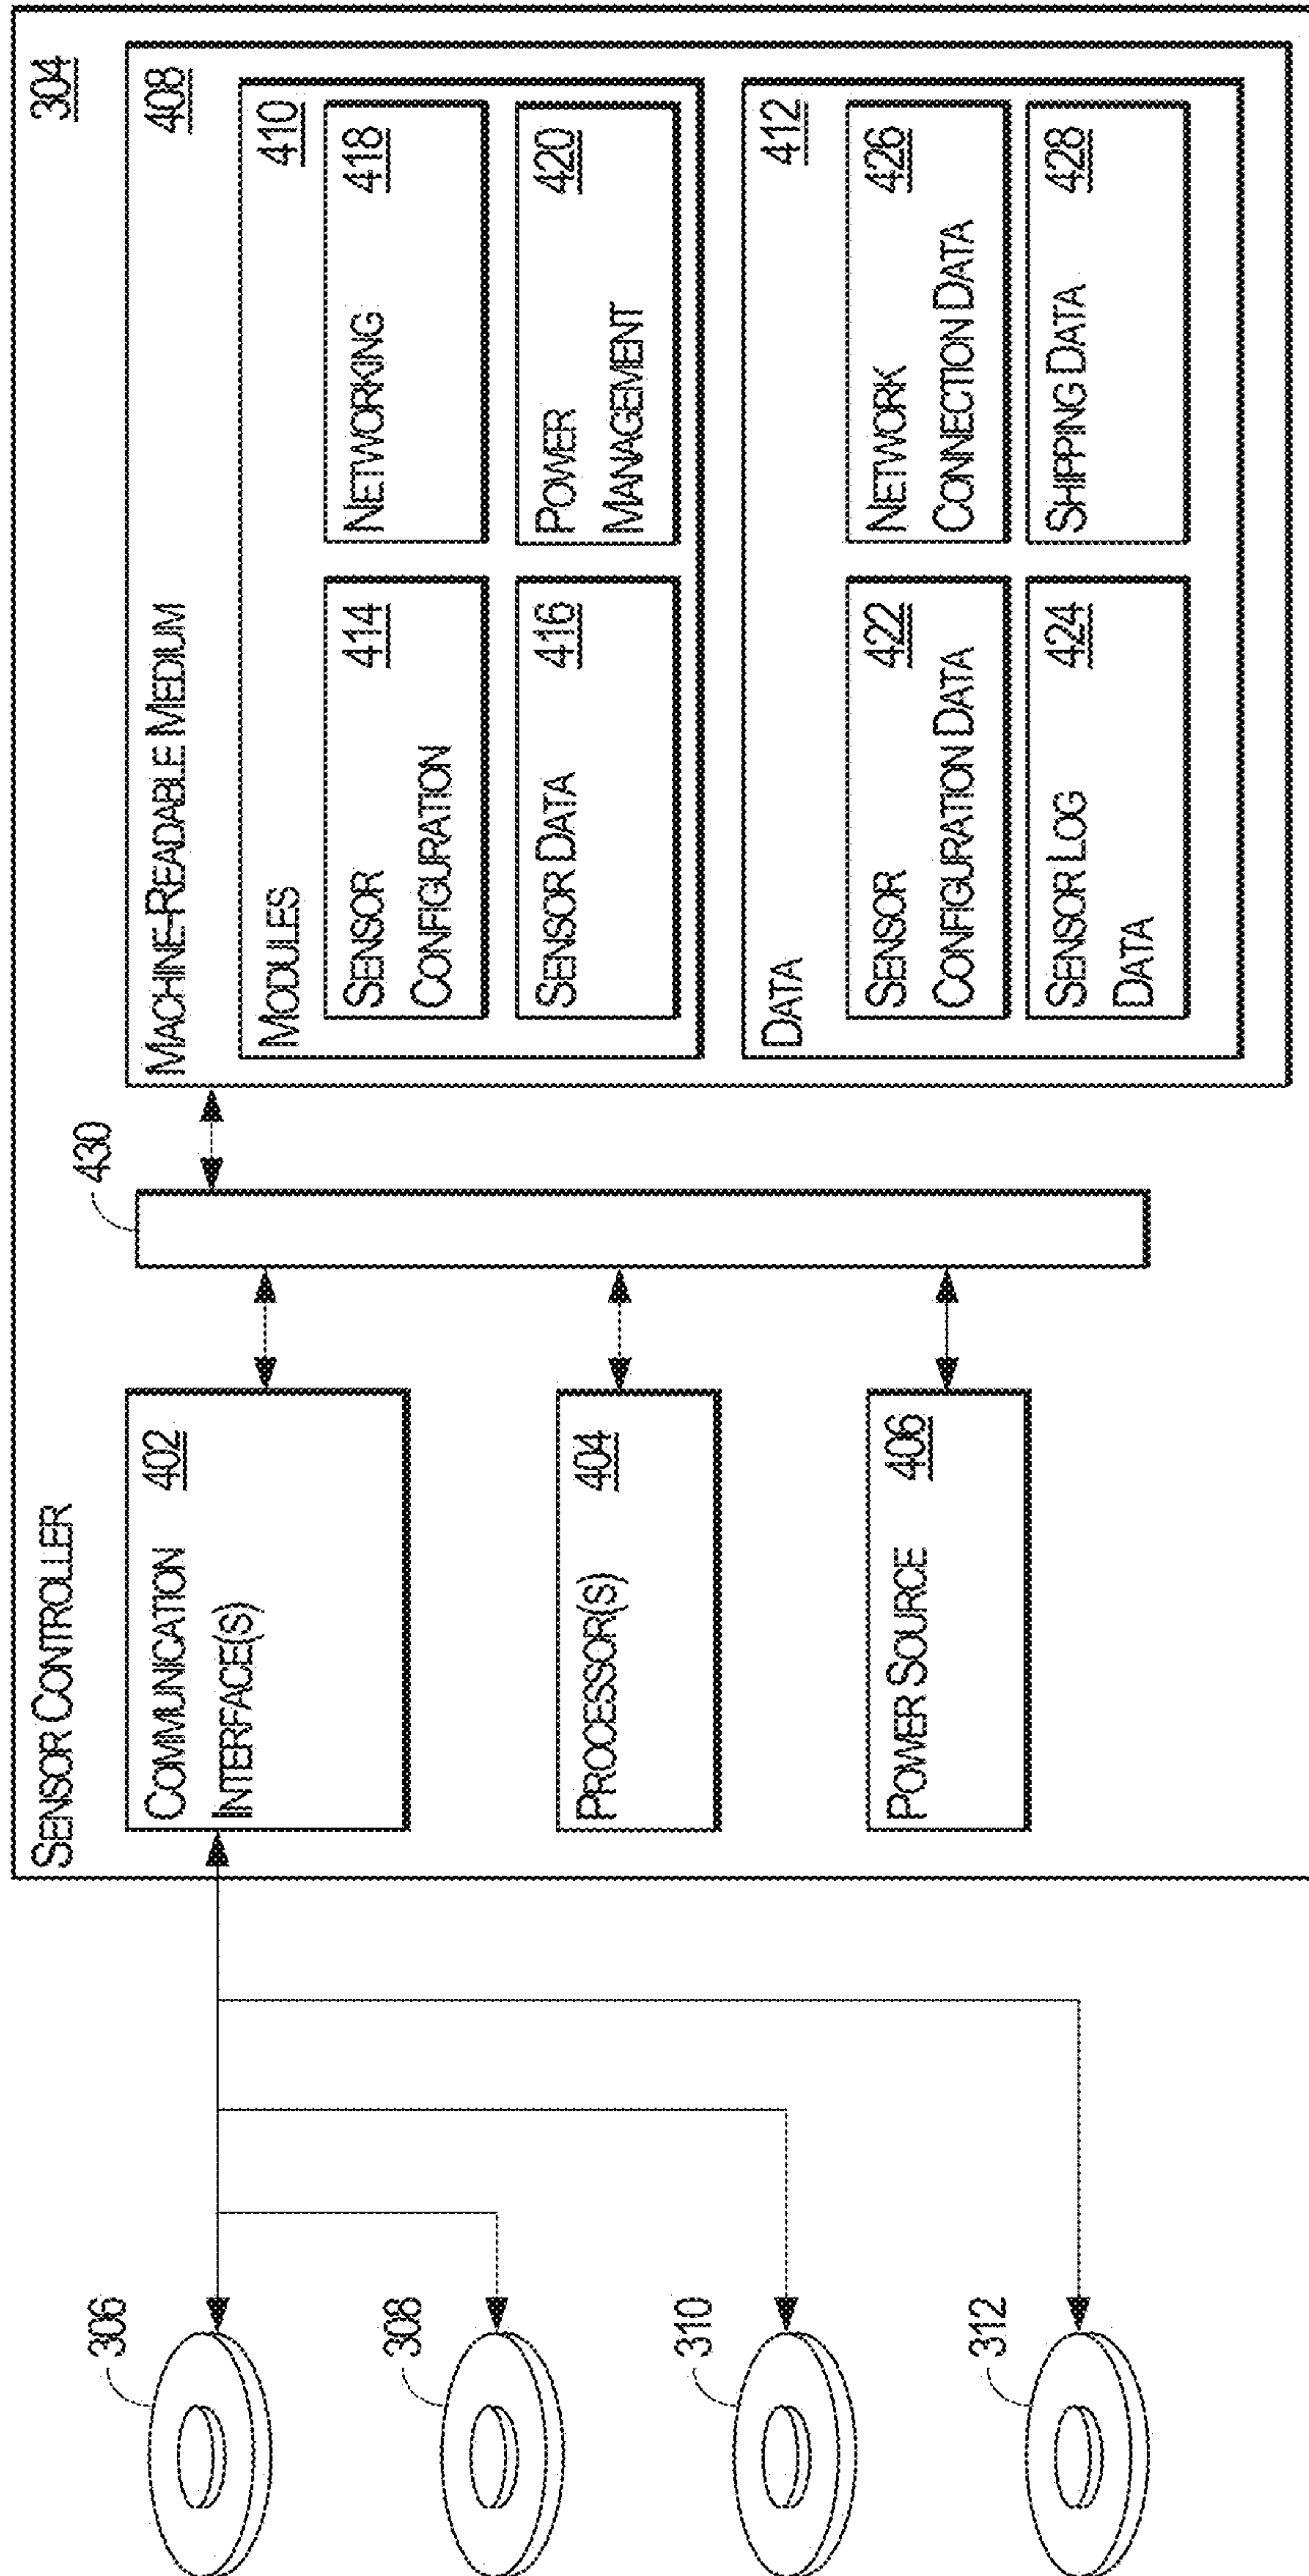 SENSOR CONTROLLER 304
COMMUNICATION 402
INTERFACE(S)
PROCESSOR(S) 404
POWER SOURCE 406
430
MACHINE-READABLE MEDIUM 408
MODULES 410
SENSOR 414
CONFIGURATION
NETWORKING 418
SENSOR DATA 416
POWER 420
MANAGEMENT
DATA 412
SENSOR 422
CONFIGURATION DATA
NETWORK 426
CONNECTION DATA
SENSOR LOG 424
DATA
SHIPPING DATA 428
306
308
310
312